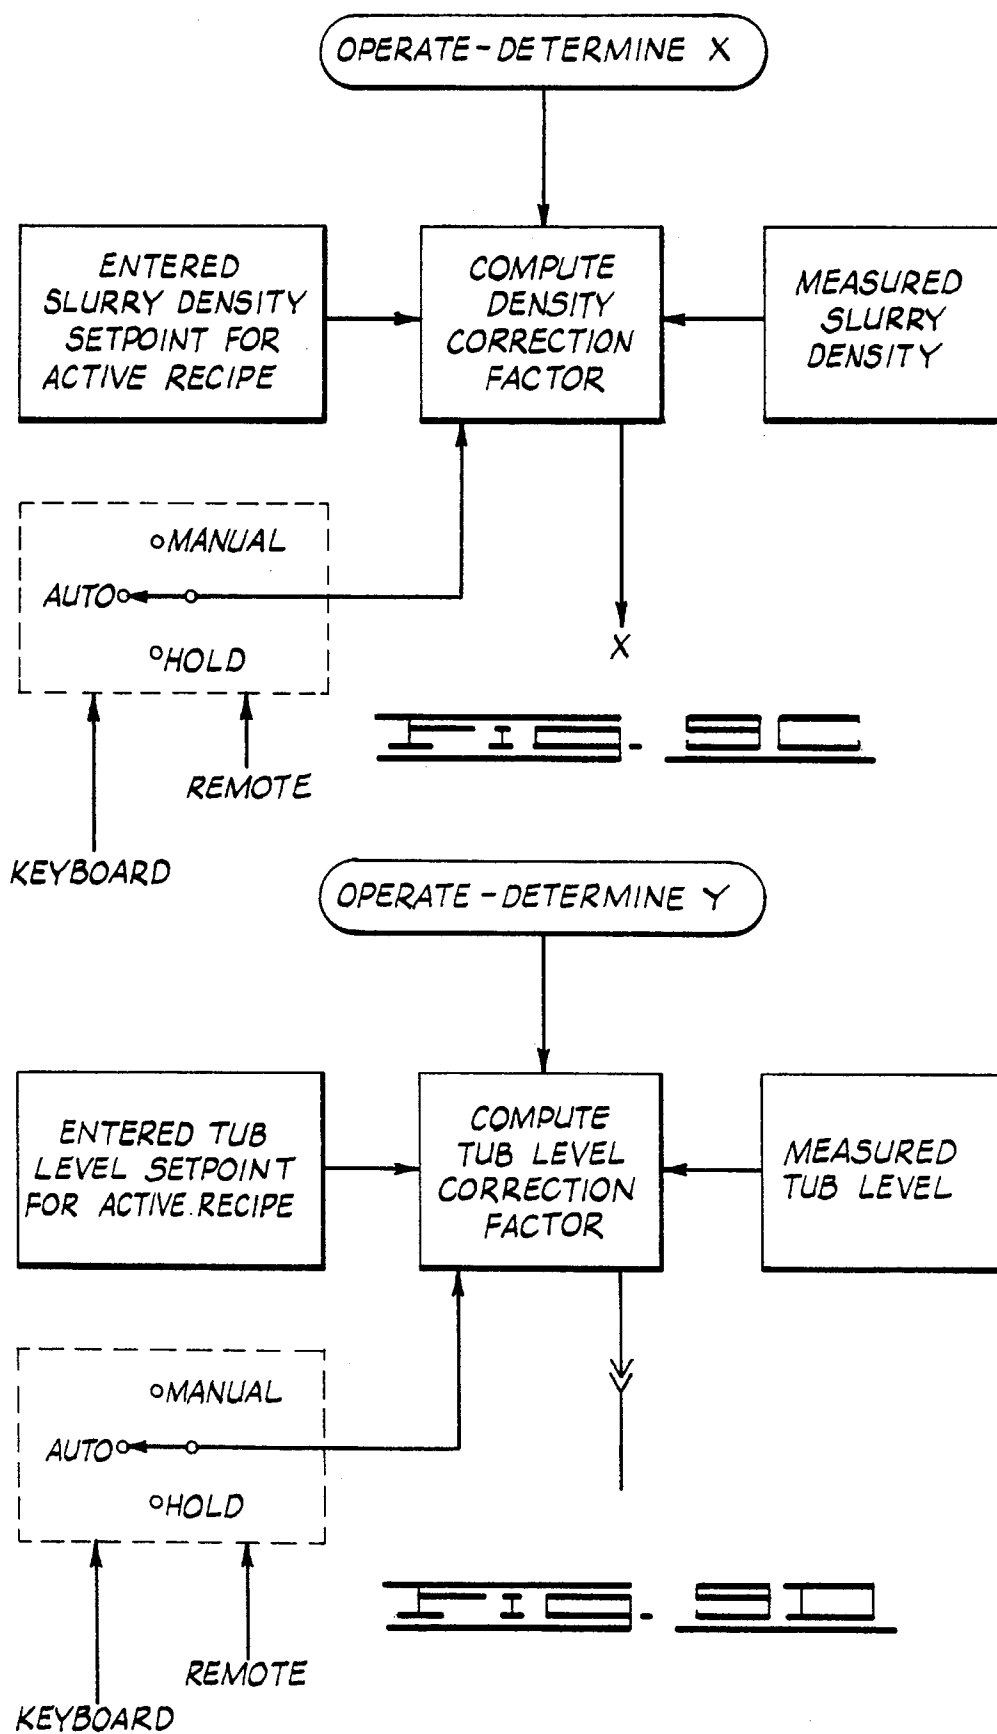 OPERATE-DETERMINE X
ENTERED
SLURRY DENSITY
SETPOINT FOR
ACTIVE RECIPE
COMPUTE
DENSITY
CORRECTION
FACTOR
MEASURED
SLURRY
DENSITY
MANUAL
AUTO
HOLD
X
REMOTE
KEYBOARD
FIG. 8C
OPERATE-DETERMINE Y
ENTERED TUB
LEVEL SETPOINT
FOR ACTIVE RECIPE
COMPUTE
TUB LEVEL
CORRECTION
FACTOR
MEASURED
TUB LEVEL
MANUAL
AUTO
HOLD
Y
REMOTE
KEYBOARD
FIG. 8D